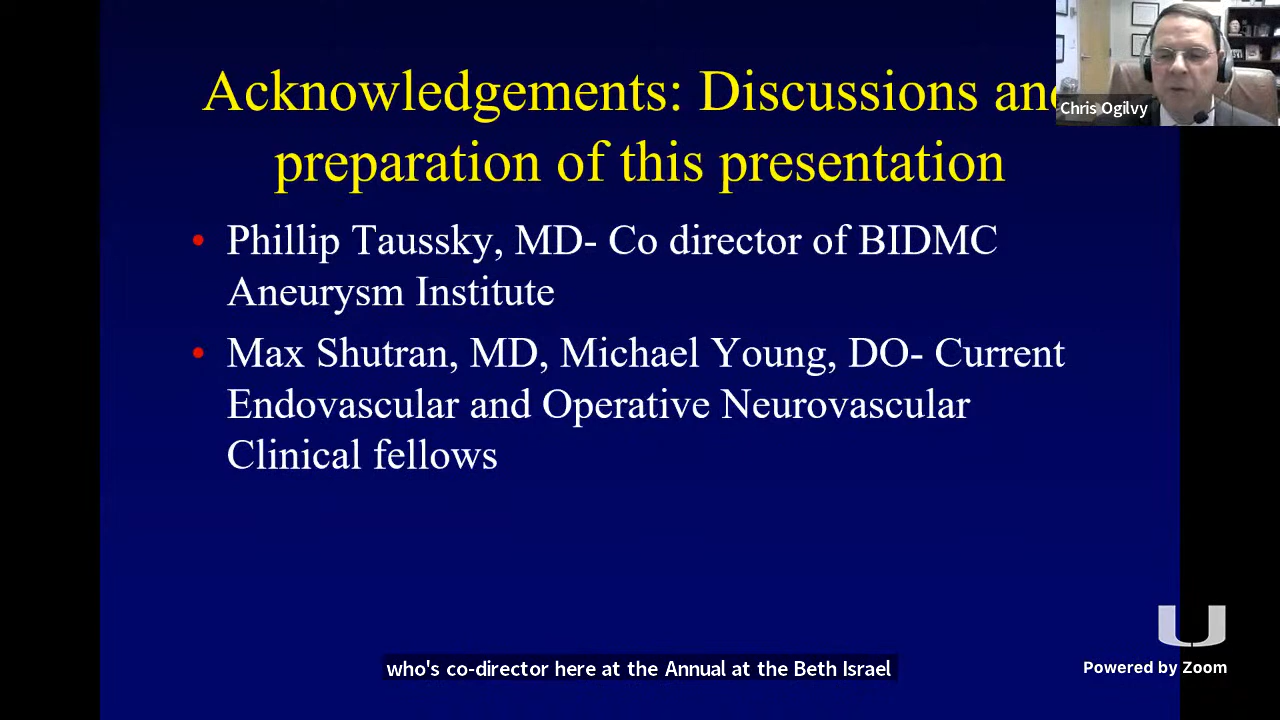 Acknowledgements: Discussions and
preparation of this presentation
• Phillip Taussky, MD- Co director of BIDMC
Aneurysm Institute
• Max Shutran, MD, Michael Young, DO- Current
Endovascular and Operative Neurovascular
Clinical fellows
Chris Ogilvy
who's co-director here at the Annual at the Beth Israel
U
Powered by Zoom